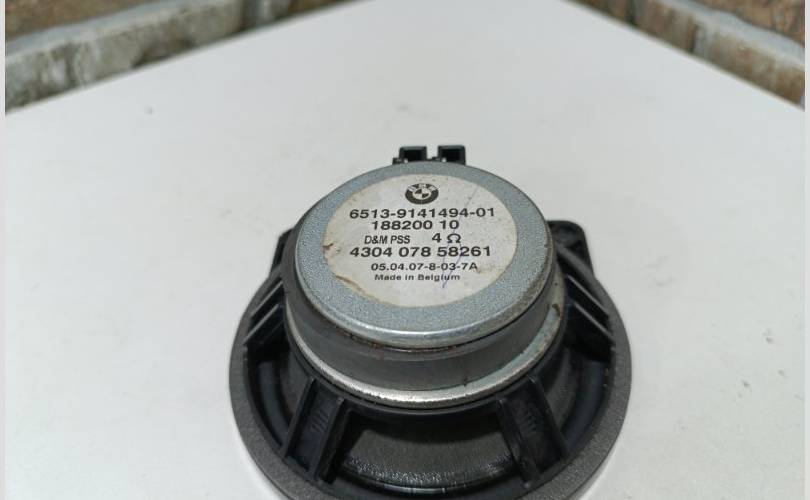 BMW
6513-9141494-01
188200 10
D&M PSS 4 Ω
4304 078 58261
05.04.07-8-03-7A
Made in Belgium